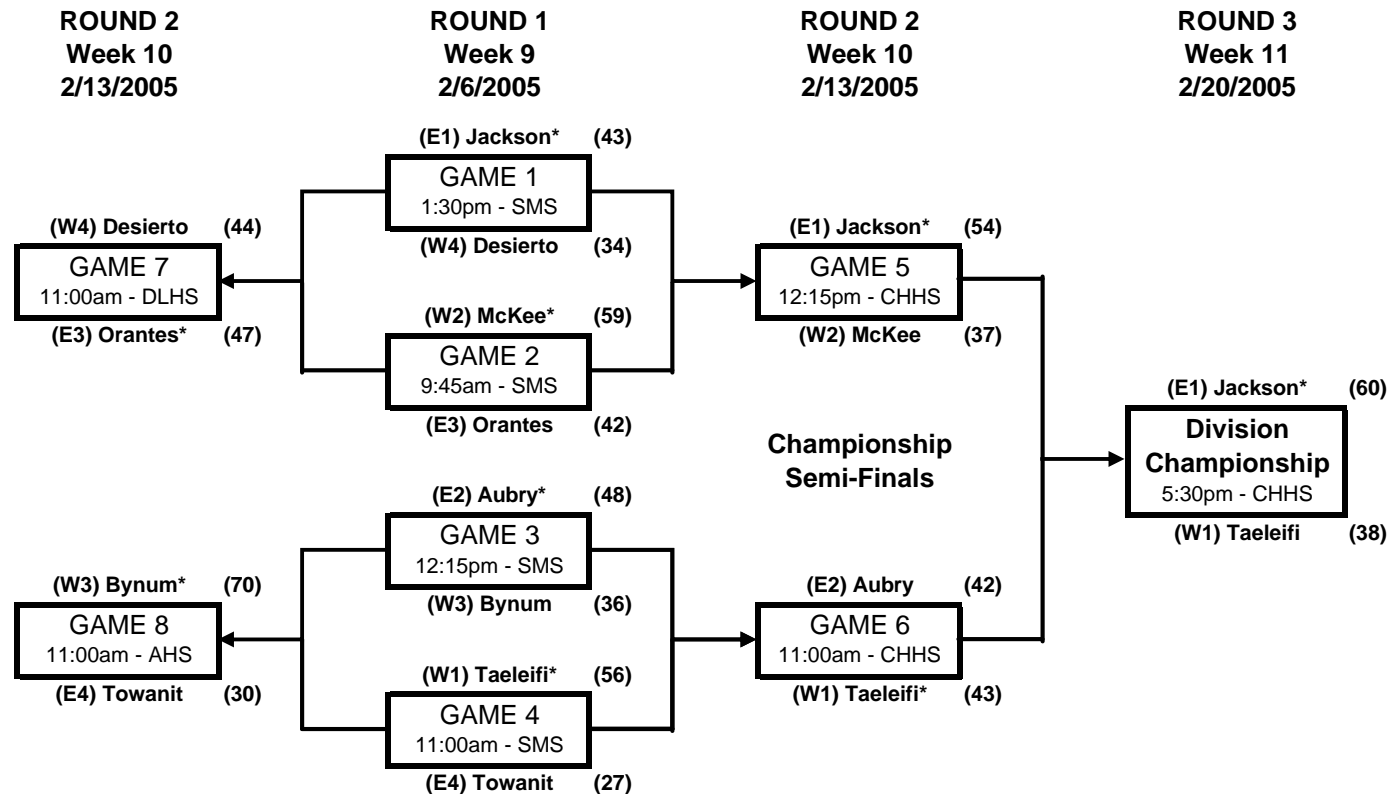 ROUND 2
Week 10
2/13/2005
ROUND 1
Week 9
2/6/2005
ROUND 2
Week 10
2/13/2005
ROUND 3
Week 11
2/20/2005
(W4) Desierto (44)
GAME 7
11:00am - DLHS
(E3) Orantes* (47)
(W3) Bynum* (70)
GAME 8
11:00am - AHS
(E4) Towanit (30)
(E1) Jackson* (43)
GAME 1
1:30pm - SMS
(W4) Desierto (34)
(W2) McKee* (59)
GAME 2
9:45am - SMS
(E3) Orantes (42)
(E2) Aubry* (48)
GAME 3
12:15pm - SMS
(W3) Bynum (36)
(W1) Taeleifi* (56)
GAME 4
11:00am - SMS
(E4) Towanit (27)
(E1) Jackson* (54)
GAME 5
12:15pm - CHHS
(W2) McKee (37)
Championship
Semi-Finals
(E2) Aubry (42)
GAME 6
11:00am - CHHS
(W1) Taeleifi* (43)
(E1) Jackson* (60)
Division
Championship
5:30pm - CHHS
(W1) Taeleifi (38)